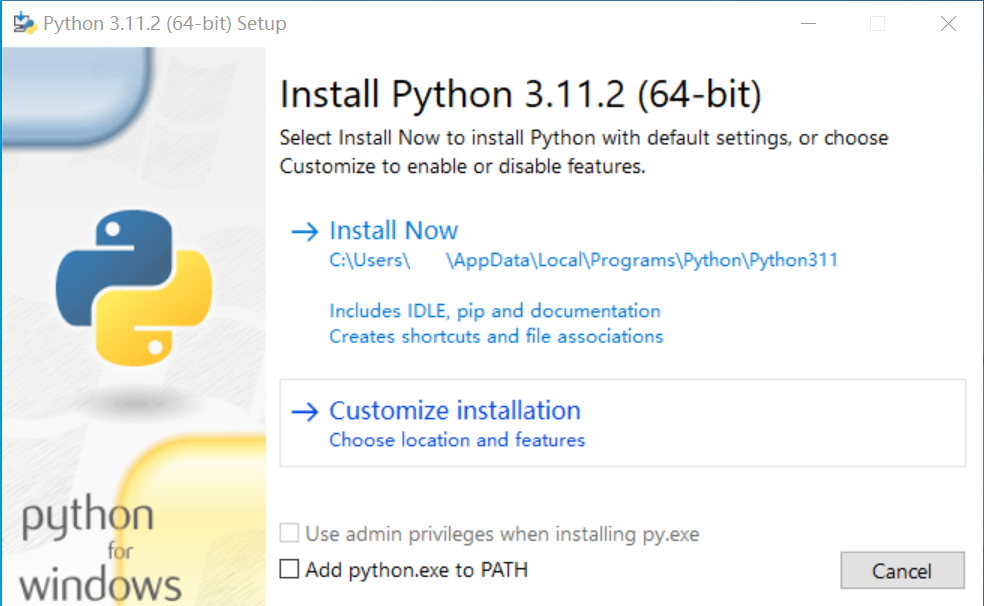 Python 3.11.2 (64-bit) Setup
Install Python 3.11.2 (64-bit)
Select Install Now to install Python with default settings, or choose
Customize to enable or disable features.
→ Install Now
C:\Users\ \AppData\Local\Programs\Python\Python311
Includes IDLE, pip and documentation
Creates shortcuts and file associations
→ Customize installation
Choose location and features
Use admin privileges when installing py.exe
Add python.exe to PATH
Cancel
python
for
windows